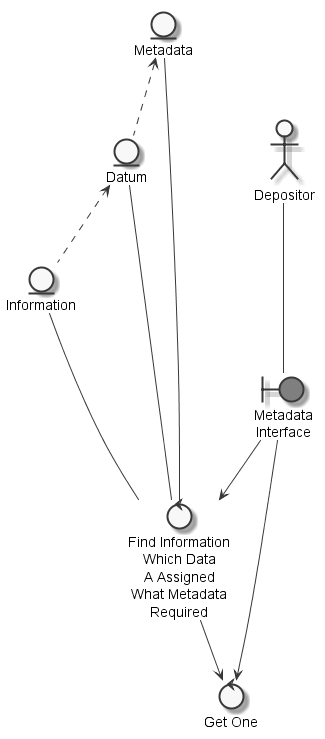 Metadata
Datum
Depositor
Information
Metadata
Interface
Find Information
Which Data
A Assigned
What Metadata
Required
Get One